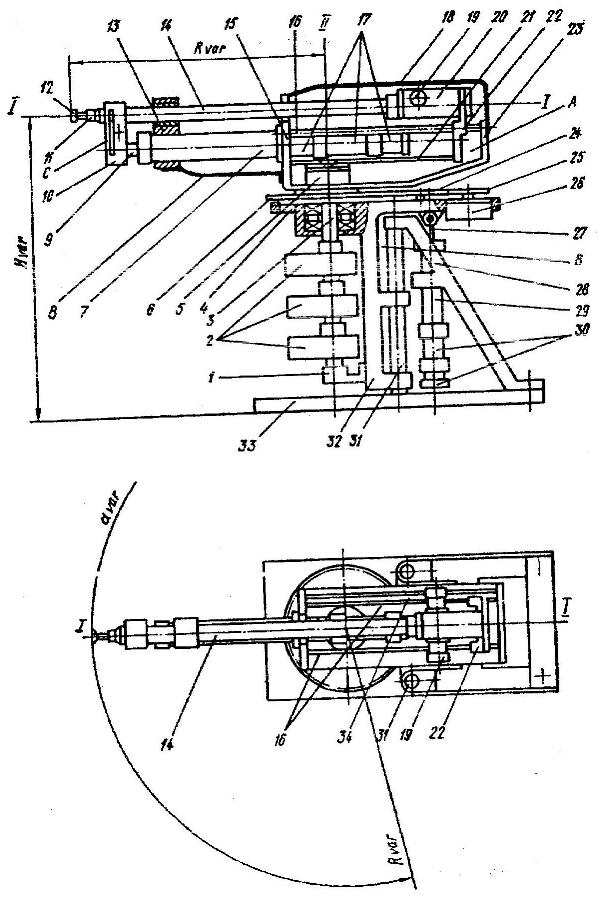 II
16 17 18 19 20 21 22
R var
12 13 14 15 23
I I
A
11
C
10
24
25
26
H var
9 8 7 6 5 4 3 27
B
28
29
2 30
1
33 32 31
α var
I I
14 16 34 31 19 22
R var